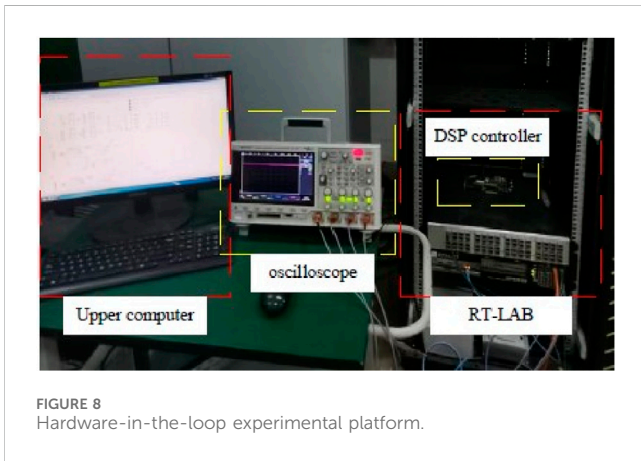 DSP controller
oscilloscope
Upper computer
RT-LAB
FIGURE 8
Hardware-in-the-loop experimental platform.